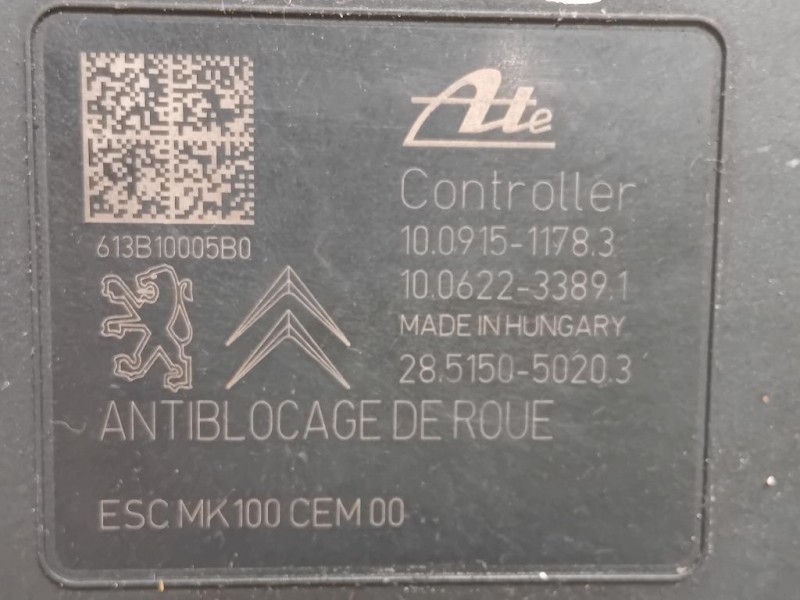 Ate
Controller
613B10005B0
10.0915-1178.3
10.0622-3389.1
MADE IN HUNGARY
28.5150-5020.3
ANTIBLOCAGE DE ROUE
ESC MK100 CEM 00